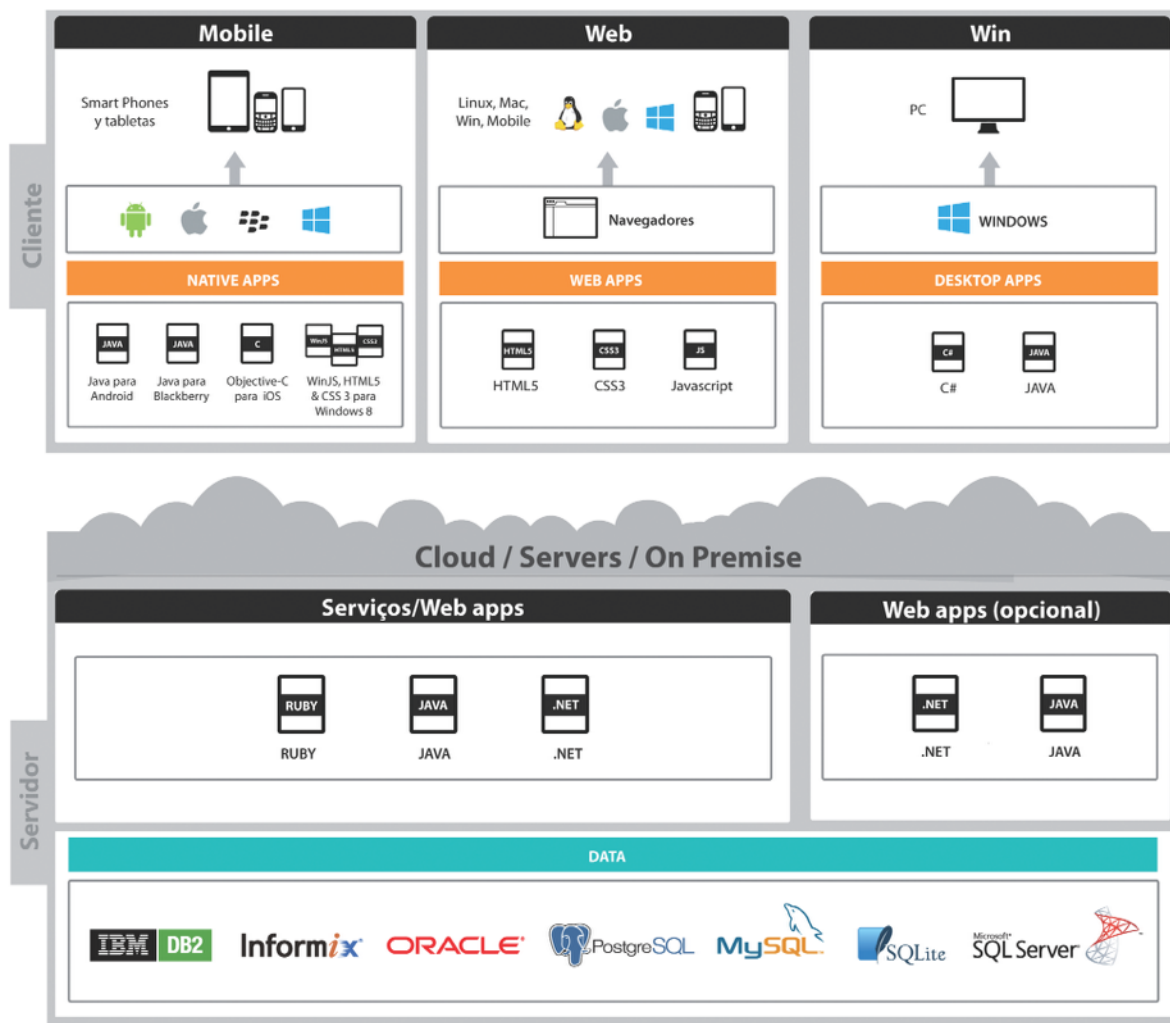 Mobile
Smart Phones
y tabletas
NATIVE APPS
JAVA
JAVA
C
WinJS
HTML5
CSS3
Java para
Android
Java para
Blackberry
Objective-C
para iOS
WinJS, HTML5
& CSS 3 para
Windows 8
Web
Linux, Mac,
Win, Mobile
Navegadores
WEB APPS
HTML5
CSS3
JS
HTML5
CSS3
Javascript
Win
PC
WINDOWS
DESKTOP APPS
C#
JAVA
C#
JAVA
Cliente
Cloud / Servers / On Premise
Serviços/Web apps
RUBY
JAVA
.NET
RUBY
JAVA
.NET
Web apps (opcional)
.NET
JAVA
.NET
JAVA
Servidor
DATA
IBM DB2
Informix
ORACLE
PostgreSQL
MySQL
SQLite
Microsoft
SQL Server